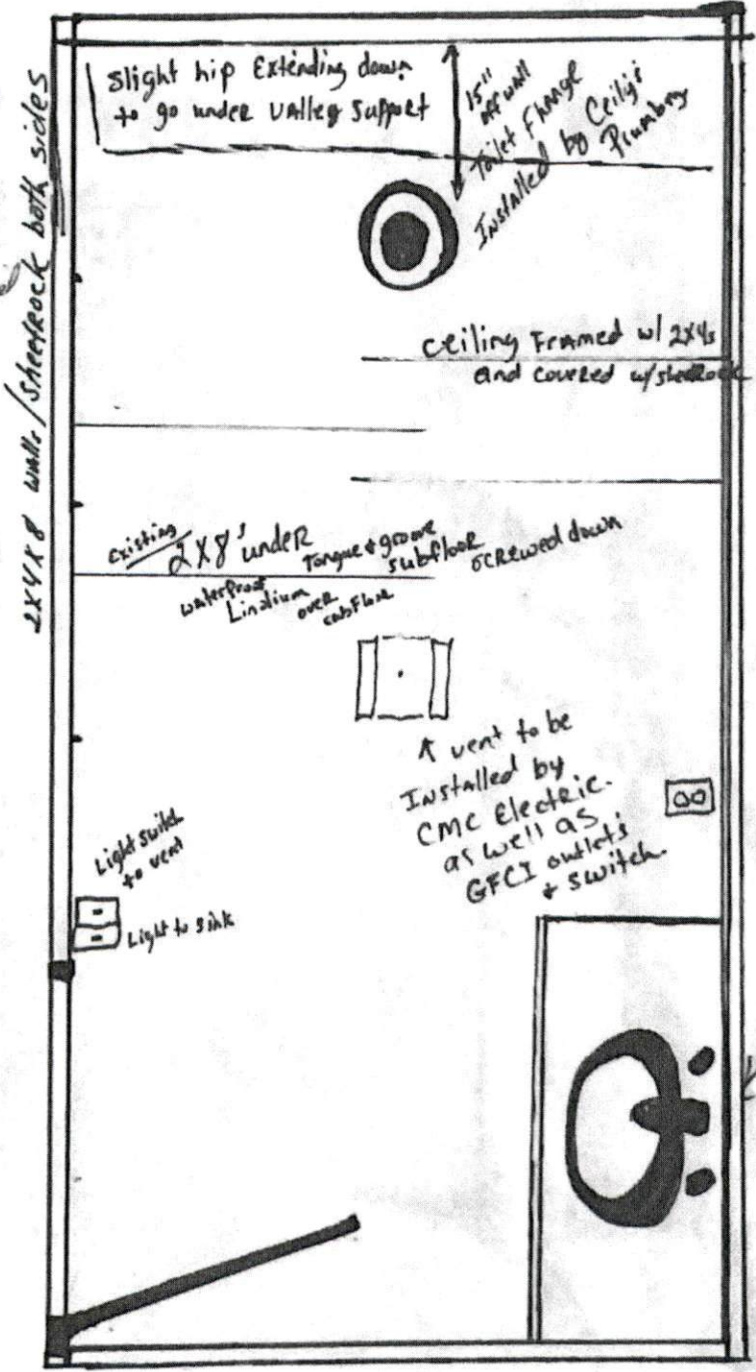 Slight hip Extending down
to go under valley support
15"
off wall
Toilet Flange
Installed by Ceily's
Plumbing
2x4x8 walls/Sheetrock both sides
ceiling Framed w/ 2x4s
and covered w/sheetrock
existing
2x8's under
Tongue & groove
subfloor
screwed down
waterproof
Linolium
over
subfloor
↑ vent to be
Installed by
CMC Electric.
as well as
GFCI outlets
& switch.
Light switch
to vent
Light to sink